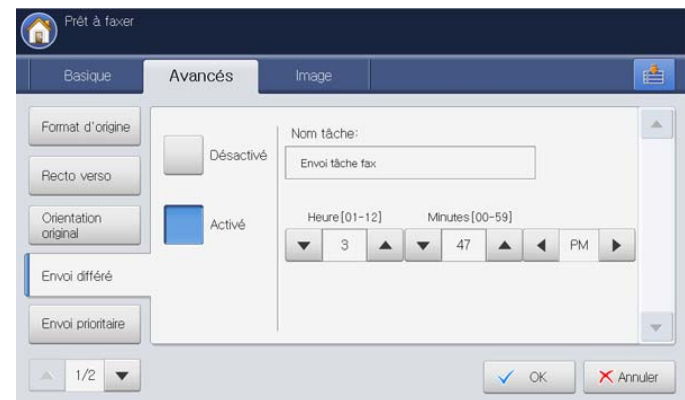 Prêt à faxer
Basique Avancés Image
Format d'origine
Recto verso
Orientation
original
Envoi différé
Envoi prioritaire
1/2
Désactivé
Activé
Nom tâche:
Envoi tâche fax
Heure[01-12] Minutes[00-59]
3 47 PM
OK Annuler